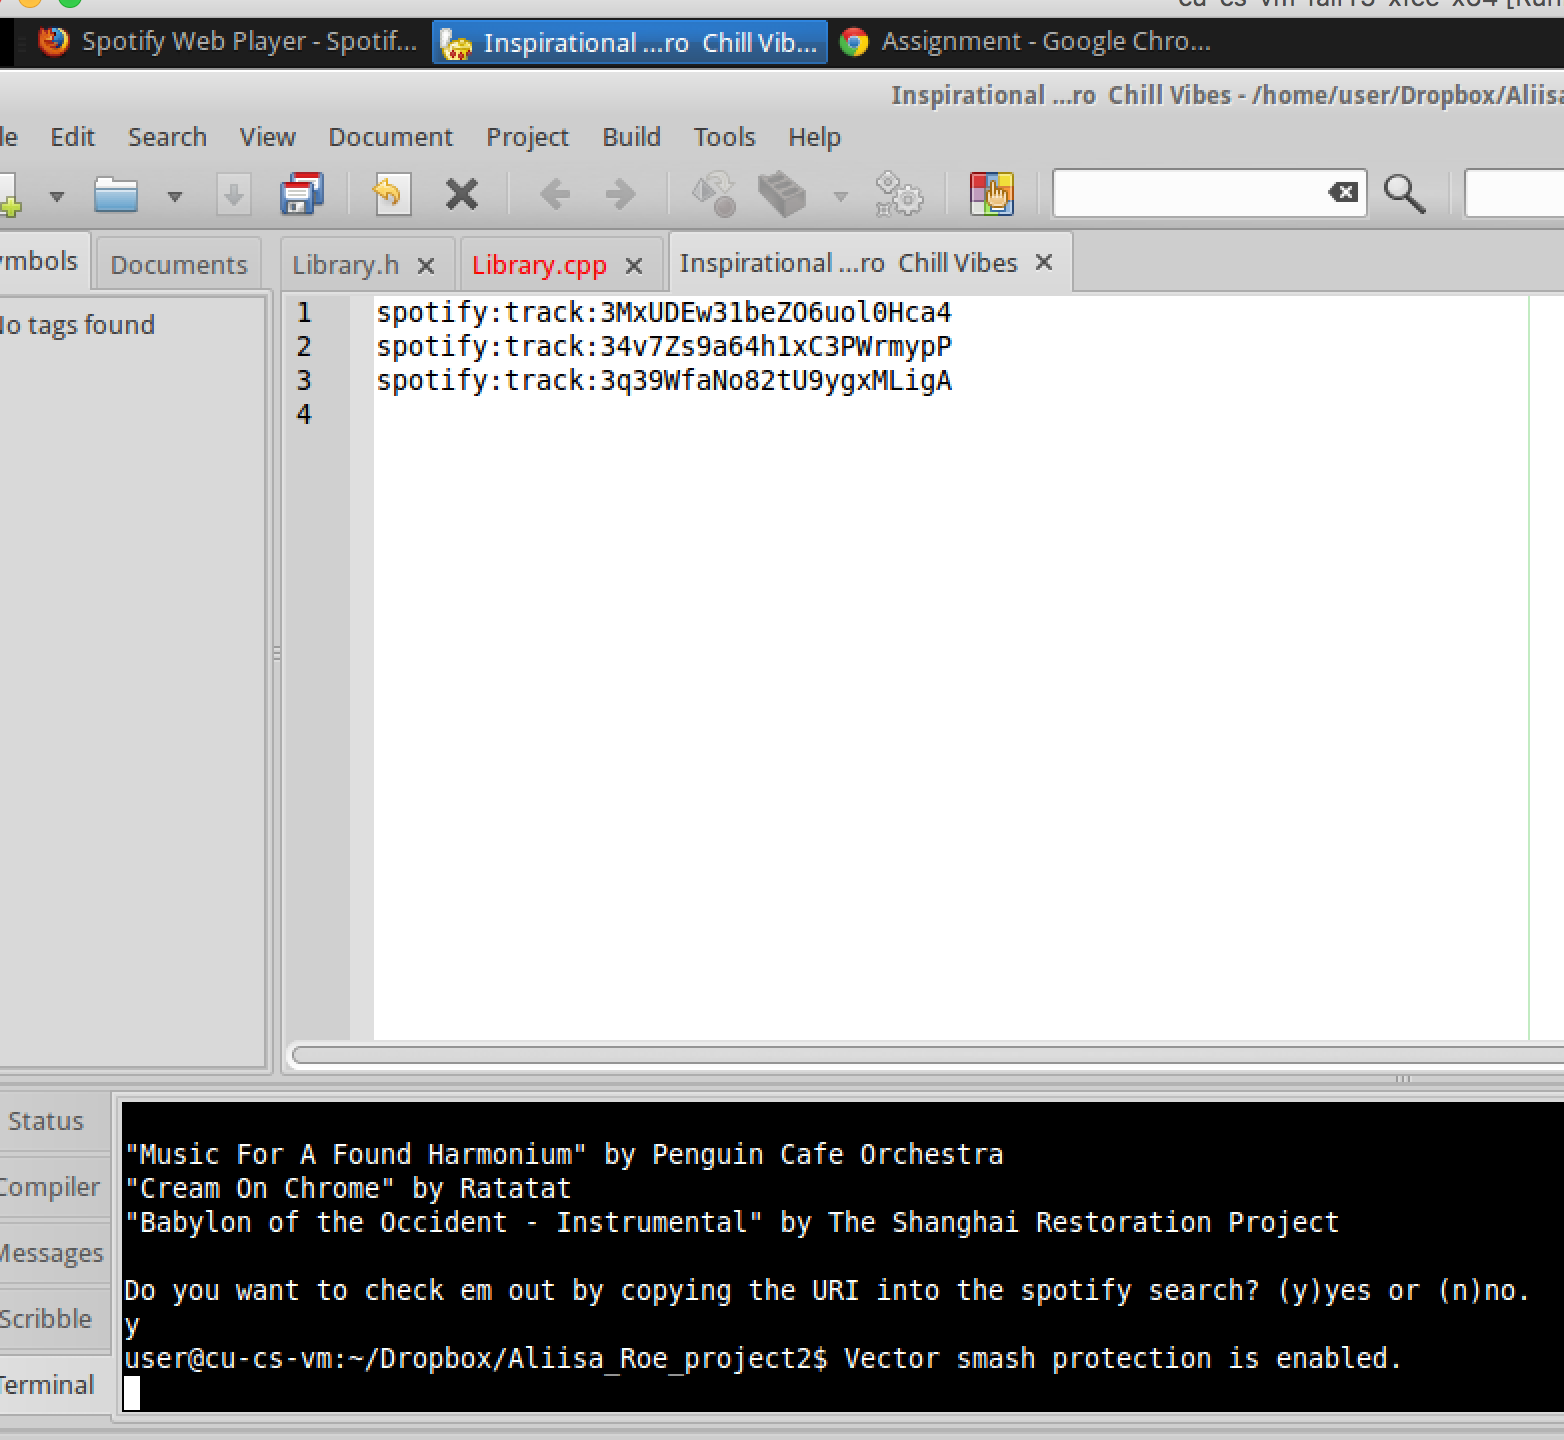 Spotify Web Player - Spotif...
Inspirational ...ro Chill Vib...
Assignment - Google Chro...
Inspirational ...ro Chill Vibes - /home/user/Dropbox/Aliisa
le Edit Search View Document Project Build Tools Help
ymbols Documents
Library.h Library.cpp Inspirational ...ro Chill Vibes
No tags found
1 spotify:track:3MxUDEw31beZO6uol0Hca4
2 spotify:track:34v7Zs9a64h1xC3PWrmypP
3 spotify:track:3q39WfaNo82tU9ygxMLigA
4
Status
Compiler
Messages
Scribble
Terminal
"Music For A Found Harmonium" by Penguin Cafe Orchestra
"Cream On Chrome" by Ratatat
"Babylon of the Occident - Instrumental" by The Shanghai Restoration Project
Do you want to check em out by copying the URI into the spotify search? (y)yes or (n)no.
y
user@cu-cs-vm:~/Dropbox/Aliisa_Roe_project2$ Vector smash protection is enabled.